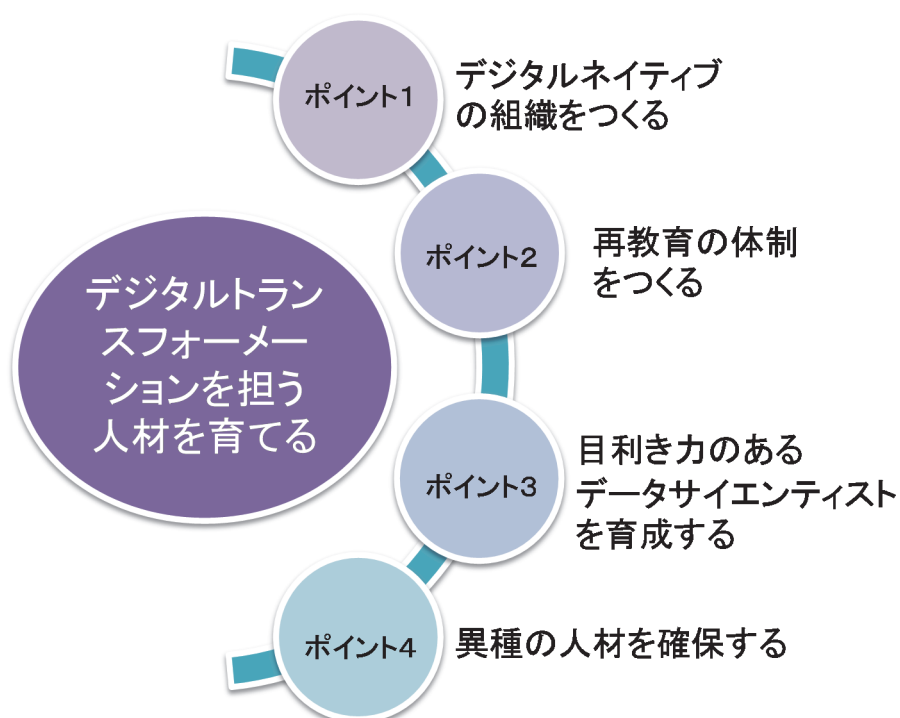 ポイント1
デジタルネイティブ
の組織をつくる
ポイント2
再教育の体制
をつくる
デジタルトラン
スフォーメー
ションを担う
人材を育てる
ポイント3
目利き力のある
データサイエンティスト
を育成する
ポイント4
異種の人材を確保する